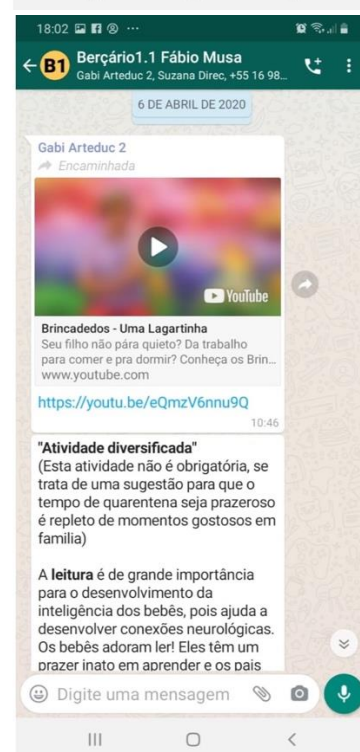 18:02
B1
Berçário1.1 Fábio Musa
Gabi Arteduc 2, Suzana Direc, +55 16 98...
6 DE ABRIL DE 2020
Gabi Arteduc 2
Encaminhada
YouTube
Brincadedos - Uma Lagartinha
Seu filho não pára quieto? Da trabalho
para comer e pra dormir? Conheça os Brin...
www.youtube.com
https://youtu.be/eQmzV6nnu9Q
10:46
"Atividade diversificada"
(Esta atividade não é obrigatória, se
trata de uma sugestão para que o
tempo de quarentena seja prazeroso
é repleto de momentos gostosos em
familia)
A leitura é de grande importância
para o desenvolvimento da
inteligência dos bebês, pois ajuda a
desenvolver conexões neurológicas.
Os bebês adoram ler! Eles têm um
prazer inato em aprender e os pais
Digite uma mensagem